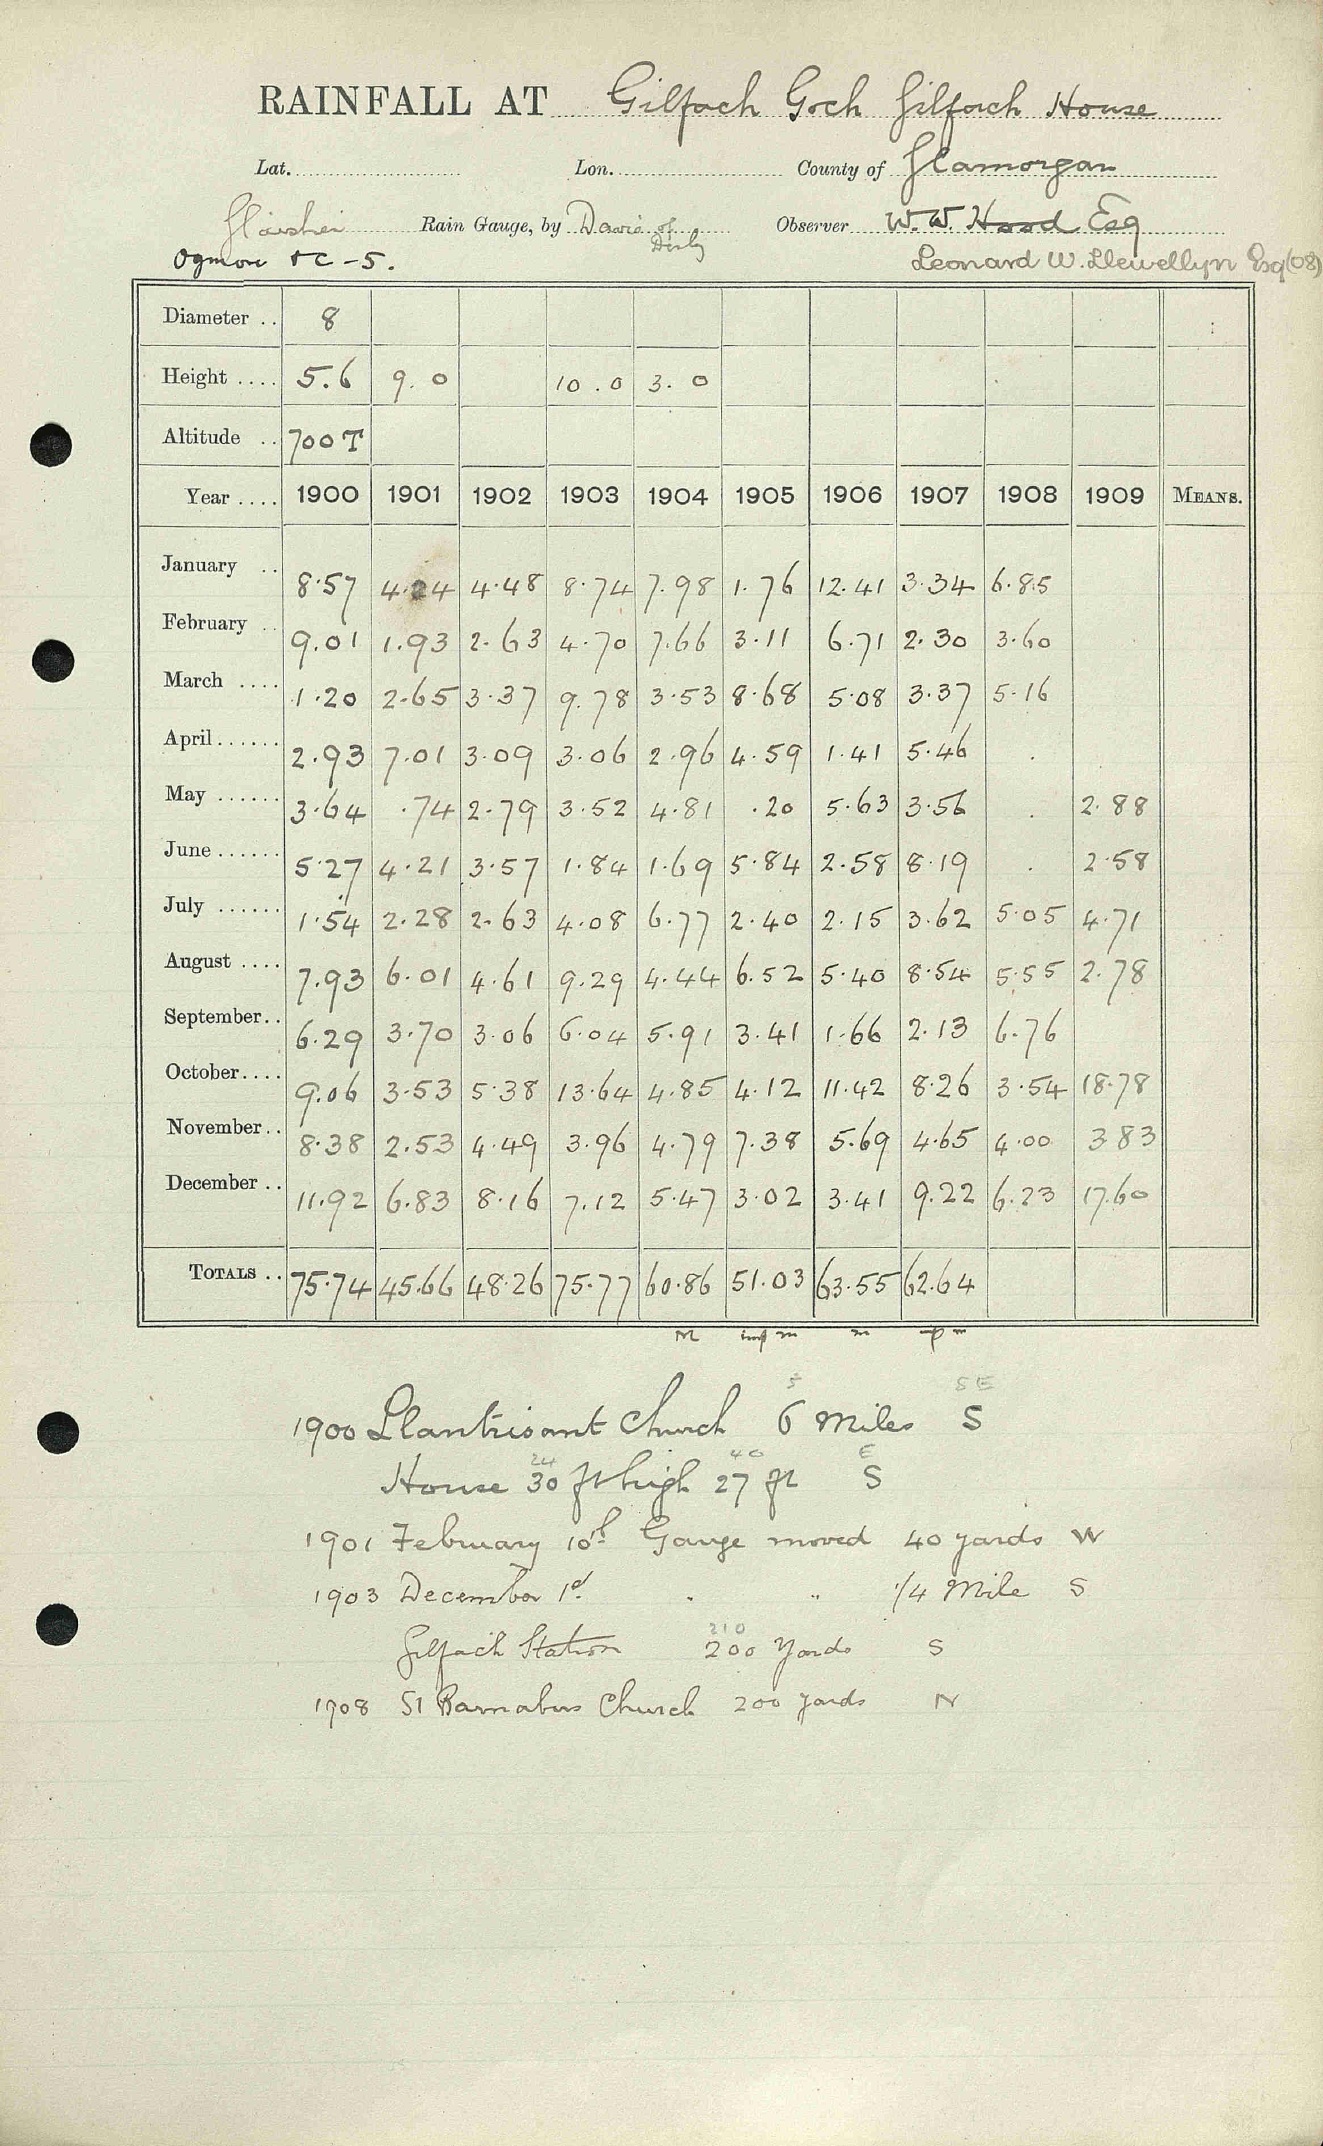 RAINFALL AT Gilfach Goch Gilfach House
Lat. Lon. County of Glamorgan
Glaisher Rain Gauge, by Davis of Derby Observer W. W. Hood Esq
Ogmore &c - 5. Leonard W. Llewellyn Esq (08)
Diameter .. 8
Height .... 5.6 9.0 10.0 3.0
Altitude .. 700 T
Year .... 1900 1901 1902 1903 1904 1905 1906 1907 1908 1909 MEANS.
January .. 8.57 4.24 4.48 8.74 7.98 1.76 12.41 3.34 6.85
February .. 9.01 1.93 2.63 4.70 7.66 3.11 6.71 2.30 3.60
March .... 1.20 2.65 3.37 9.78 3.53 8.68 5.08 3.37 5.16
April ...... 2.93 7.01 3.09 3.06 2.96 4.59 1.41 5.46 .
May ...... 3.64 .74 2.79 3.52 4.81 .20 5.63 3.56 . 2.88
June ...... 5.27 4.21 3.57 1.84 1.69 5.84 2.58 8.19 . 2.58
July ...... 1.54 2.28 2.63 4.08 6.77 2.40 2.15 3.62 5.05 4.71
August .... 7.93 6.01 4.61 9.29 4.44 6.52 5.40 8.54 5.55 2.78
September .. 6.29 3.70 3.06 6.04 5.91 3.41 1.66 2.13 6.76
October .... 9.06 3.53 5.38 13.64 4.85 4.12 11.42 8.26 3.54 18.78
November .. 8.38 2.53 4.49 3.96 4.79 7.38 5.69 4.65 4.00 3.83
December .. 11.92 6.83 8.16 7.12 5.47 3.02 3.41 9.22 6.23 17.60
TOTALS .. 75.74 45.66 48.26 75.77 60.86 51.03 63.55 62.64
M m m m
5 SE
1900 Llantrisant Church 6 Miles S
24 40 E
House 30 ft high 27 ft S
1901 February 10th Gauge moved 40 yards W
1903 December 1st " " 1/4 Mile S
210
Gilfach Station 200 Yards S
1908 St Barnabus Church 200 yards N